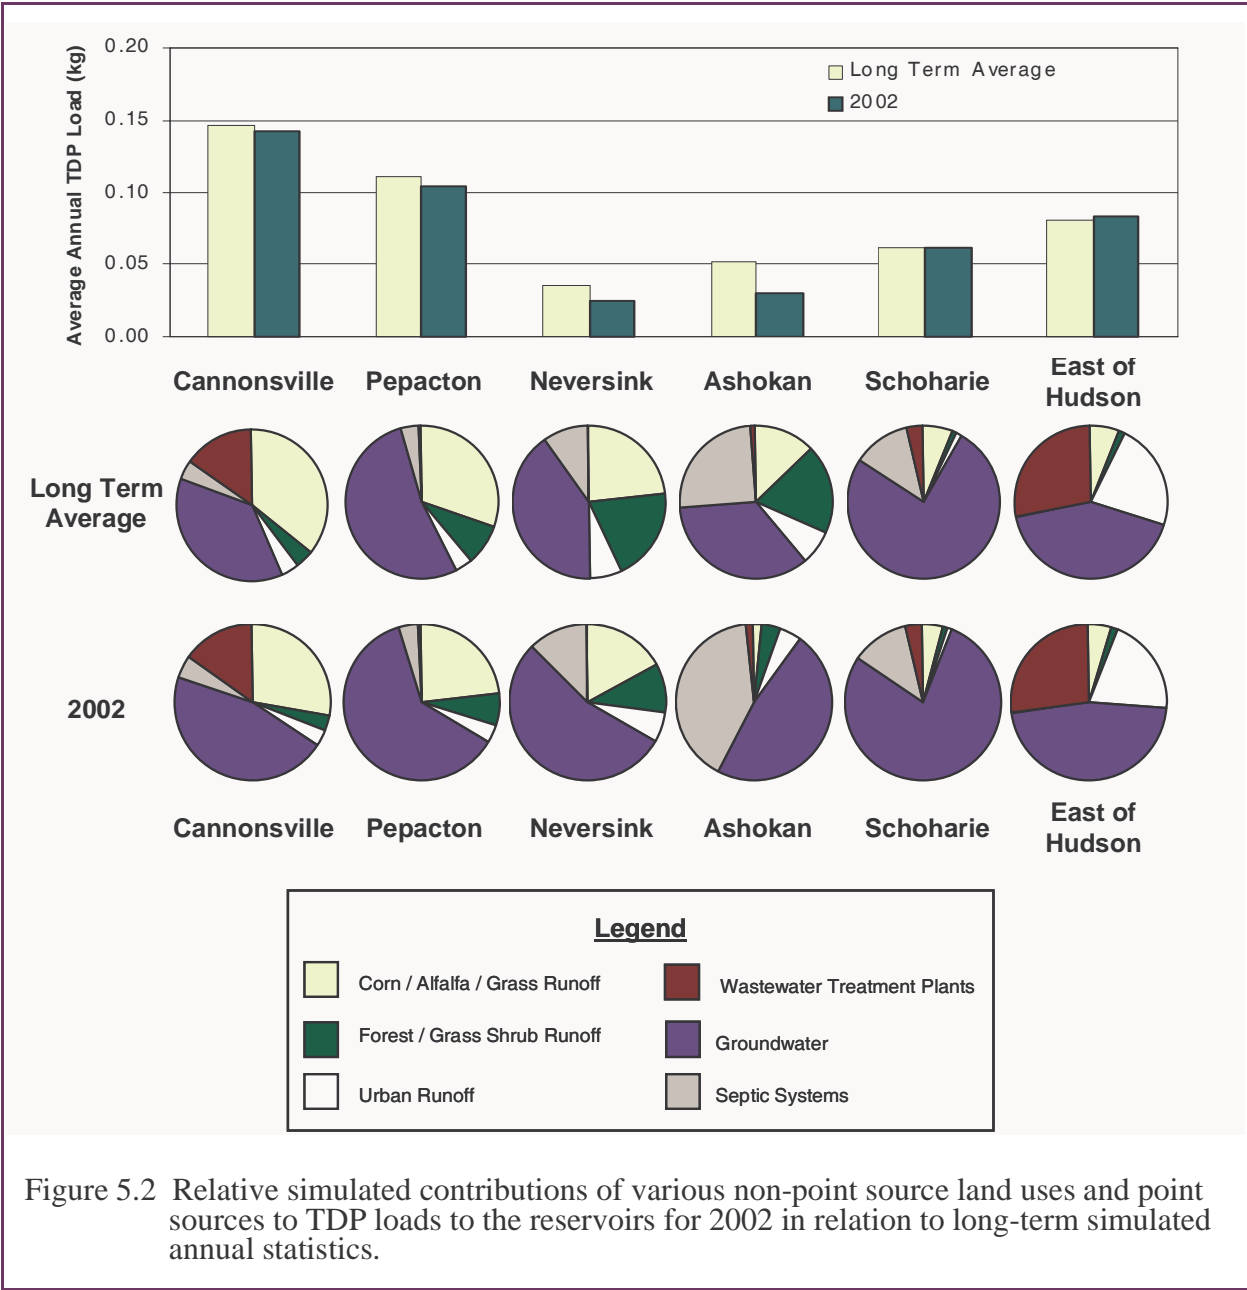 Average Annual TDP Load (kg)
0.20
0.15
0.10
0.05
0.00
Long Term Average
2002
Cannonsville
Pepacton
Neversink
Ashokan
Schoharie
East of
Hudson
Long Term
Average
2002
Cannonsville
Pepacton
Neversink
Ashokan
Schoharie
East of
Hudson
Legend
Corn / Alfalfa / Grass Runoff
Wastewater Treatment Plants
Forest / Grass Shrub Runoff
Groundwater
Urban Runoff
Septic Systems
Figure 5.2 Relative simulated contributions of various non-point source land uses and point
sources to TDP loads to the reservoirs for 2002 in relation to long-term simulated
annual statistics.